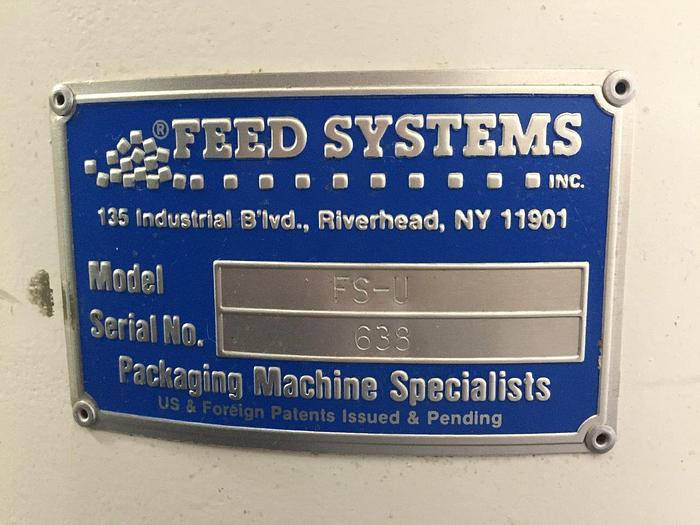 ® FEED SYSTEMS
INC.
135 Industrial B'lvd., Riverhead, NY 11901
Model FS-U
Serial No. 638
Packaging Machine Specialists
US & Foreign Patents Issued & Pending